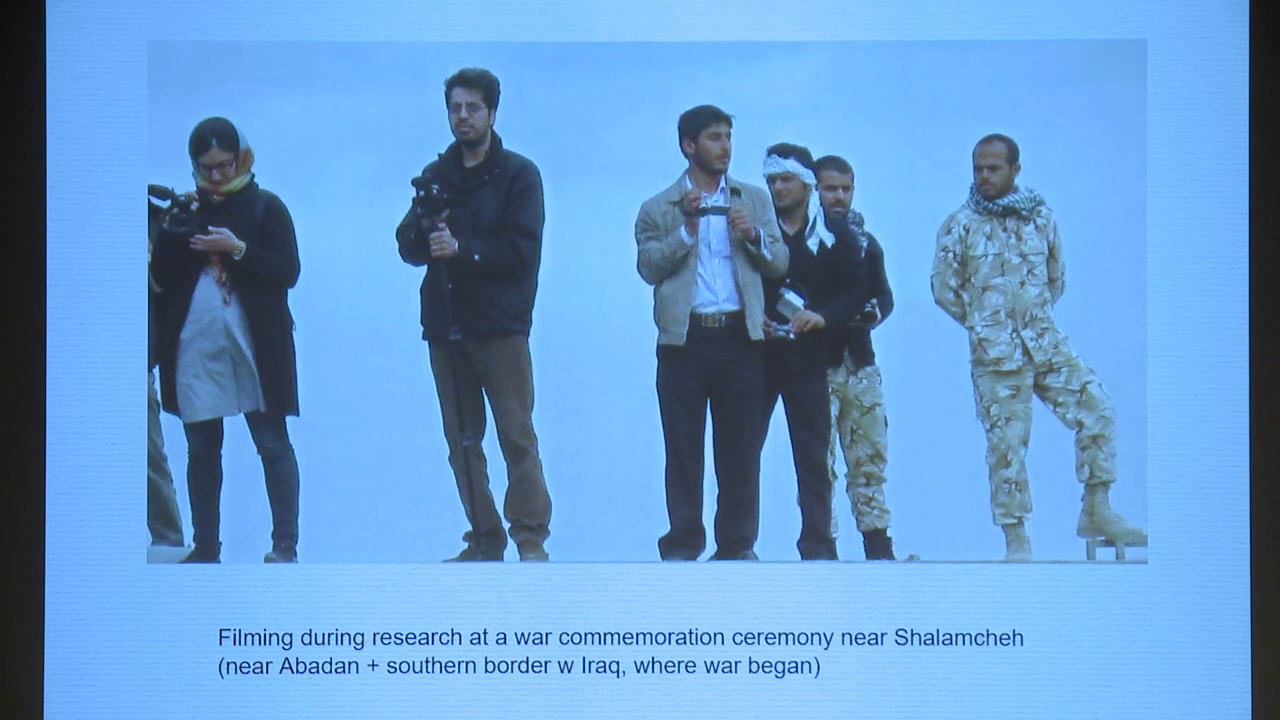 Filming during research at a war commemoration ceremony near Shalamcheh
(near Abadan + southern border w Iraq, where war began)